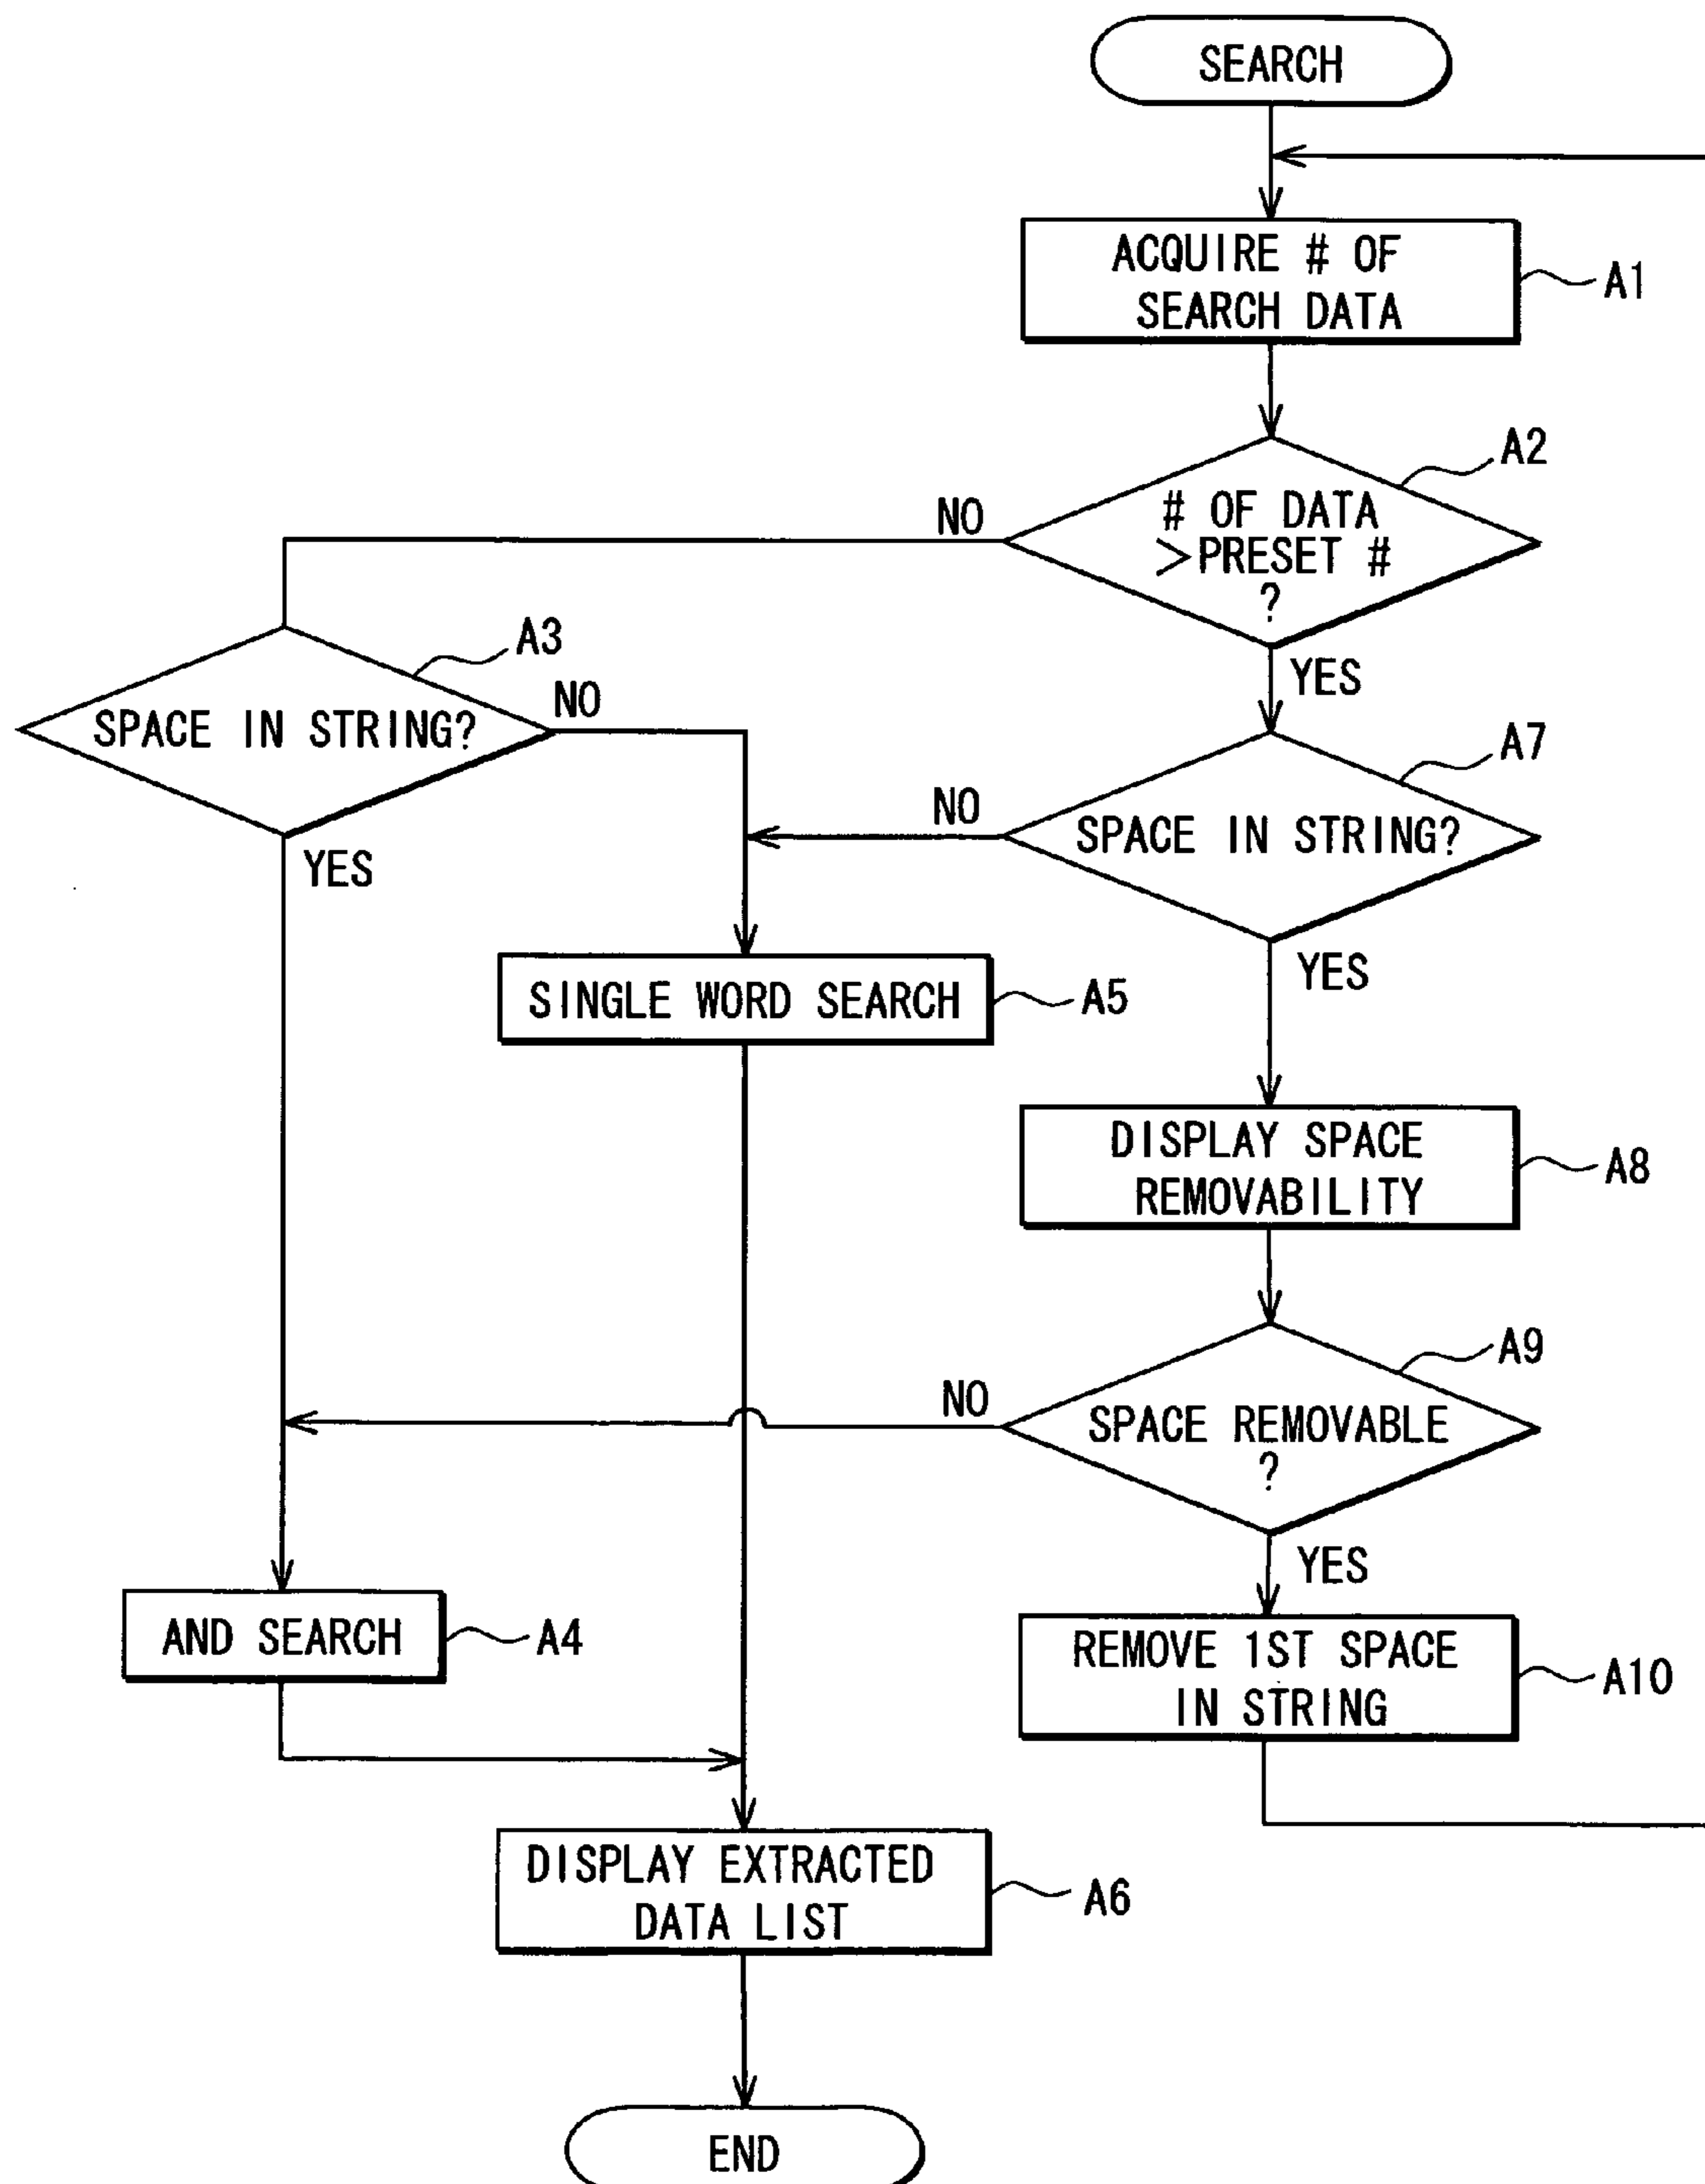 SEARCH
ACQUIRE # OF
SEARCH DATA
A1
A2
# OF DATA
>PRESET #
?
NO
YES
A3
SPACE IN STRING?
NO
YES
A7
SPACE IN STRING?
NO
YES
SINGLE WORD SEARCH
A5
DISPLAY SPACE
REMOVABILITY
A8
A9
SPACE REMOVABLE
?
NO
YES
AND SEARCH
A4
REMOVE 1ST SPACE
IN STRING
A10
DISPLAY EXTRACTED
DATA LIST
A6
END